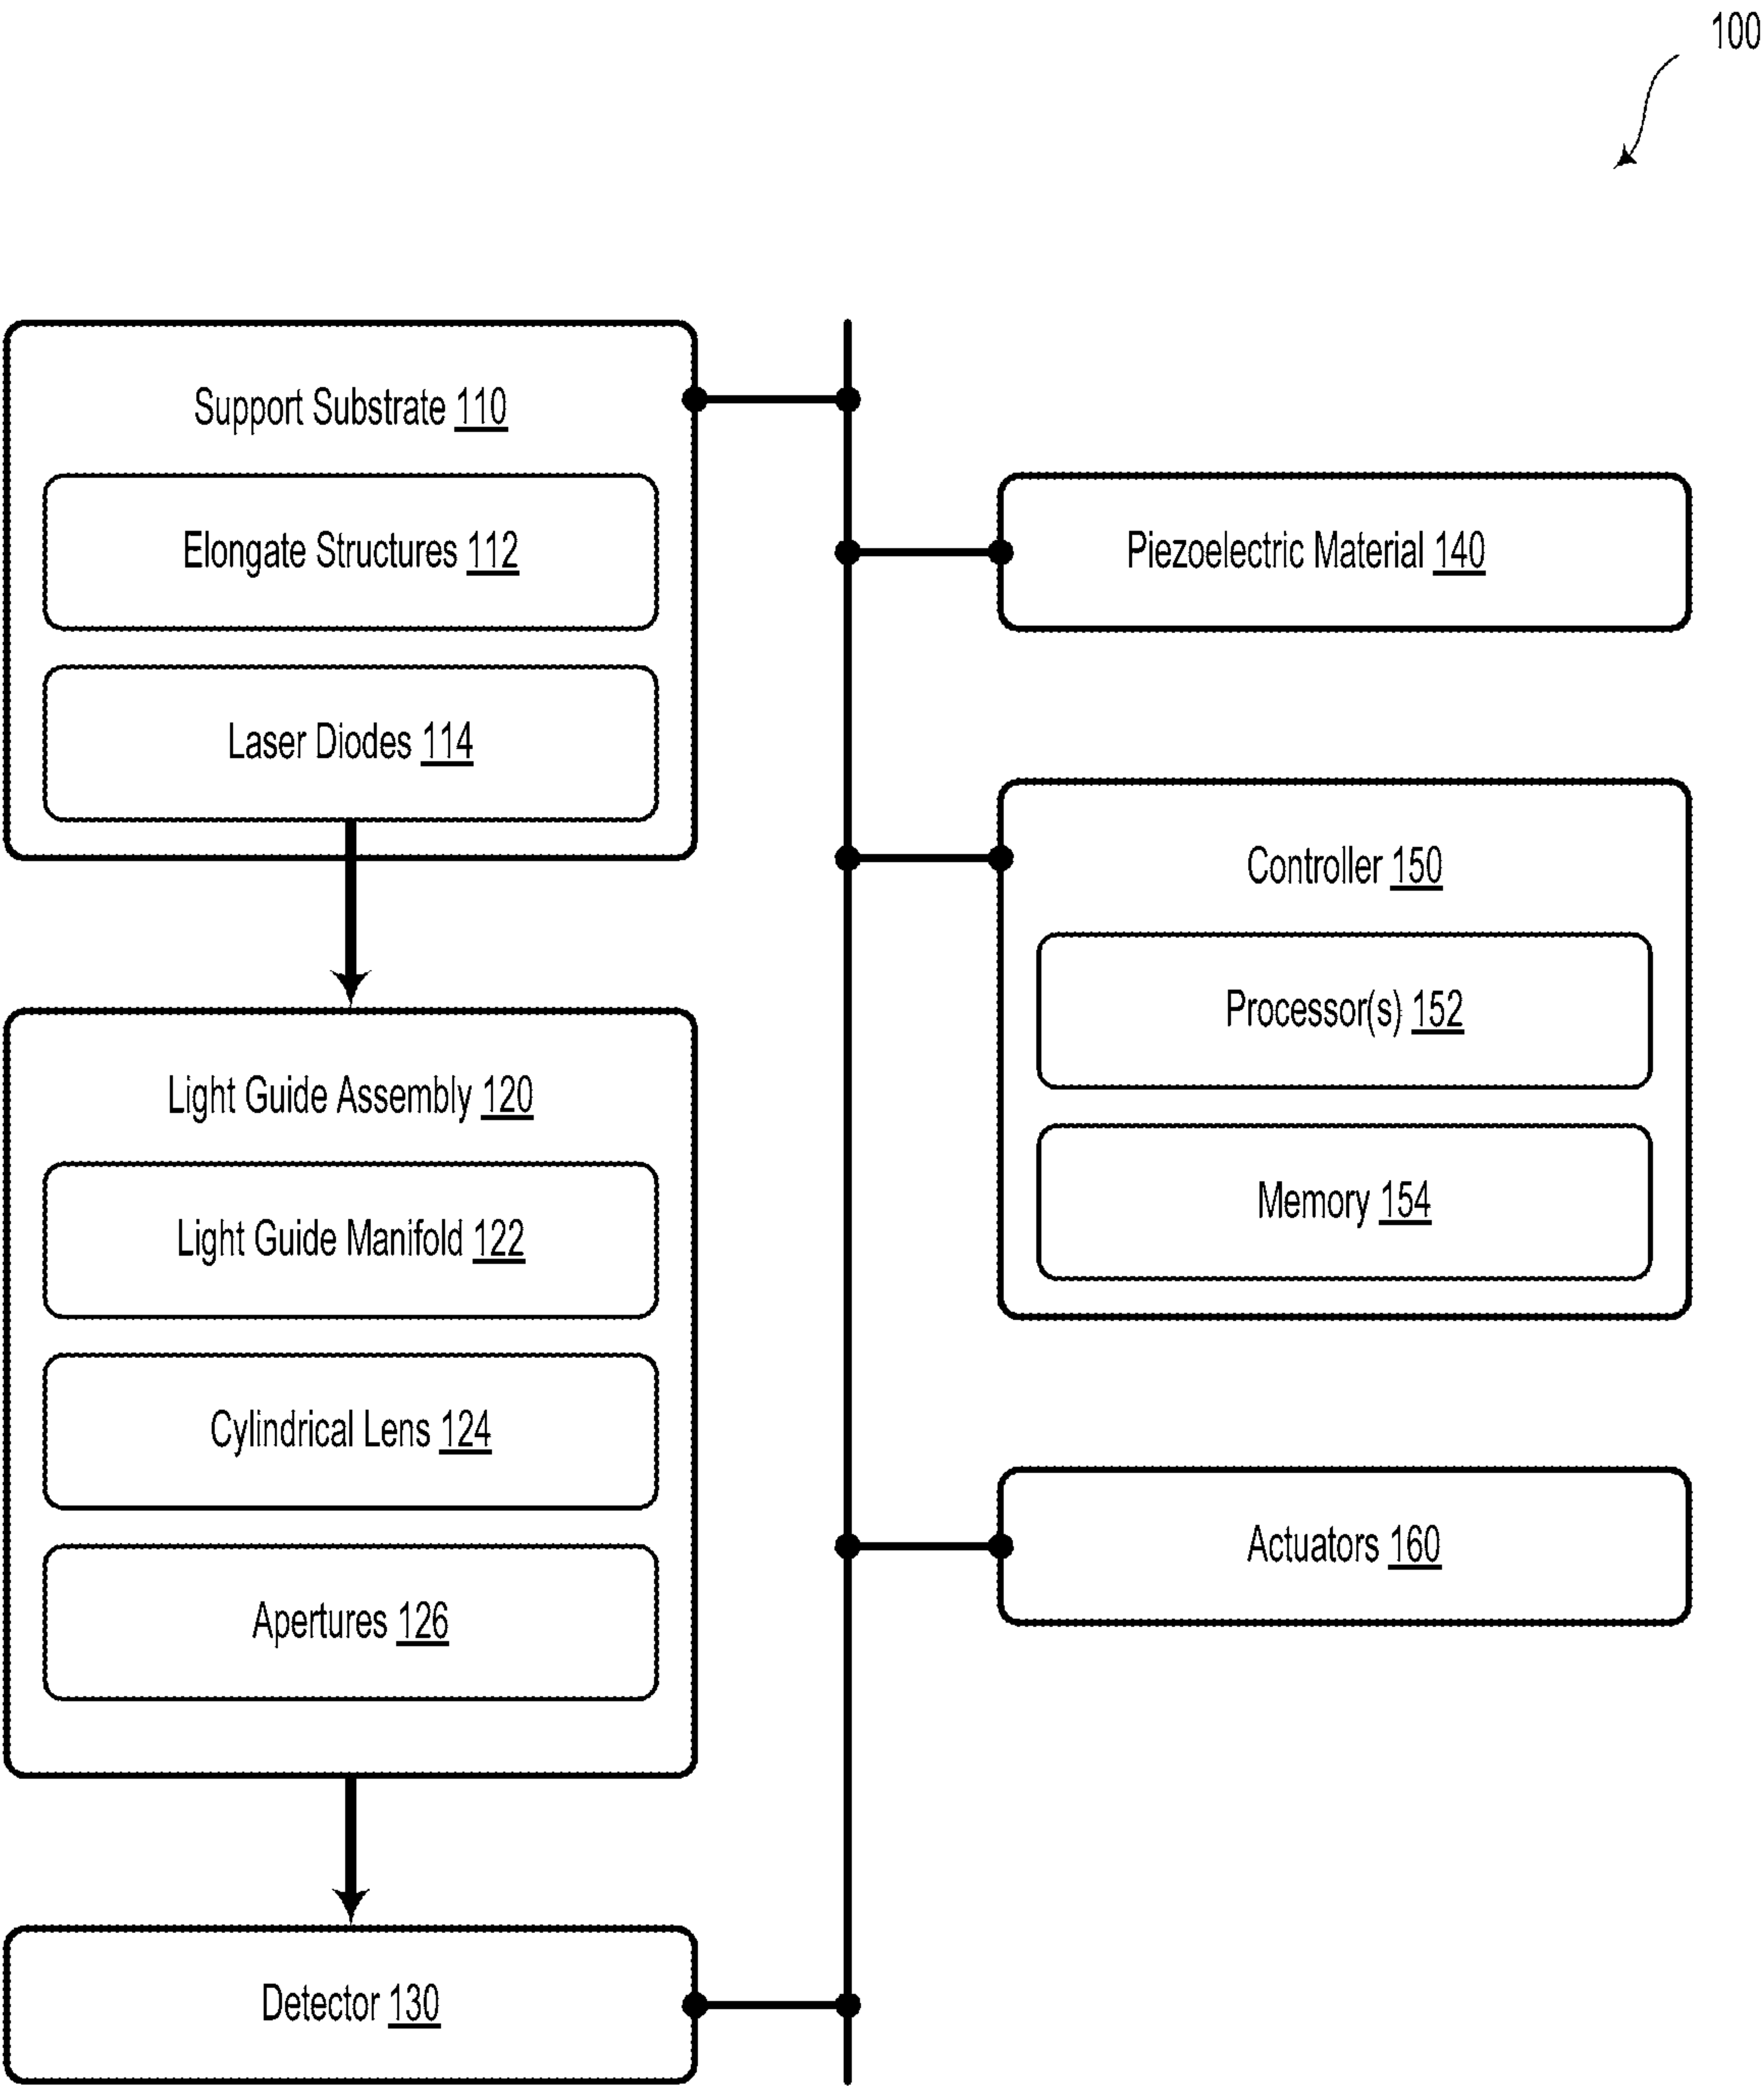 100
Support Substrate 110
Elongate Structures 112
Laser Diodes 114
Light Guide Assembly 120
Light Guide Manifold 122
Cylindrical Lens 124
Apertures 126
Detector 130
Piezoelectric Material 140
Controller 150
Processor(s) 152
Memory 154
Actuators 160